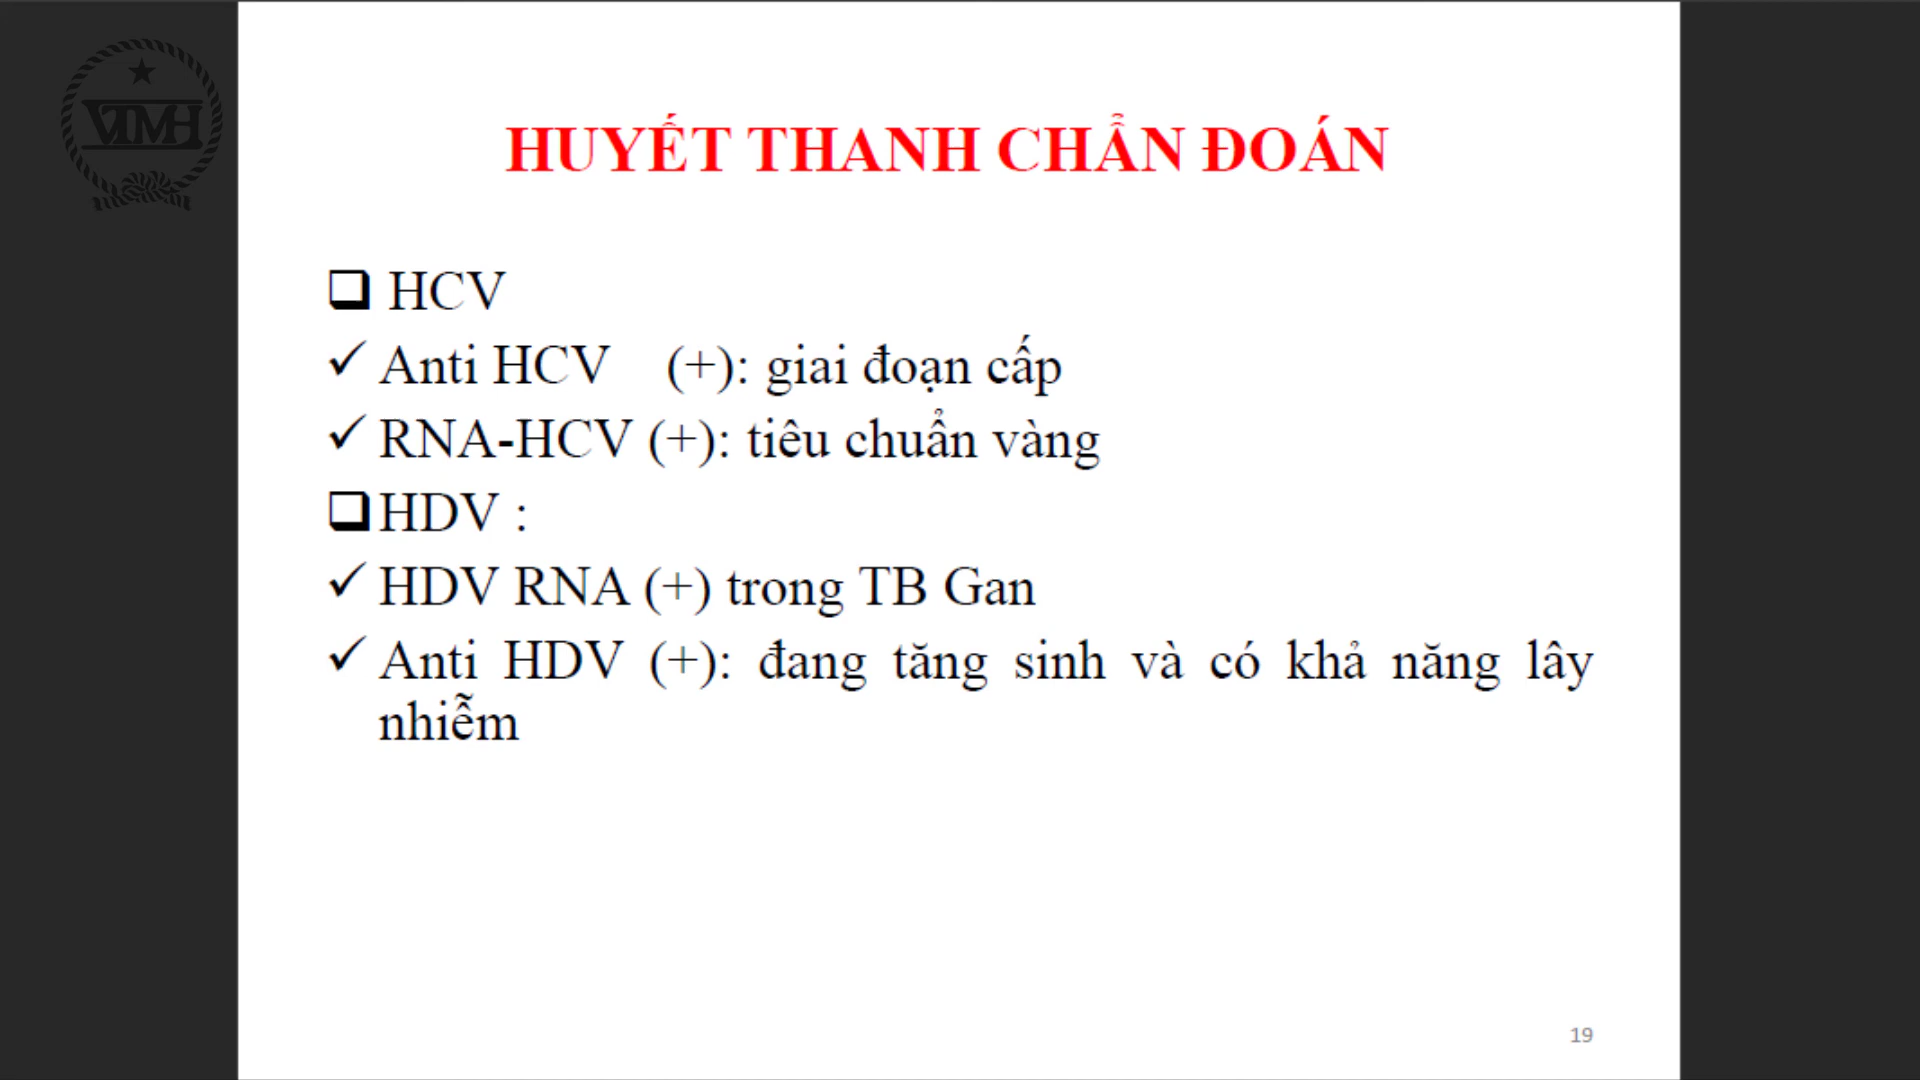 VTMH
HUYẾT THANH CHẨN ĐOÁN
HCV
Anti HCV (+): giai đoạn cấp
RNA-HCV (+): tiêu chuẩn vàng
HDV :
HDV RNA (+) trong TB Gan
Anti HDV (+): đang tăng sinh và có khả năng lây
nhiễm
19